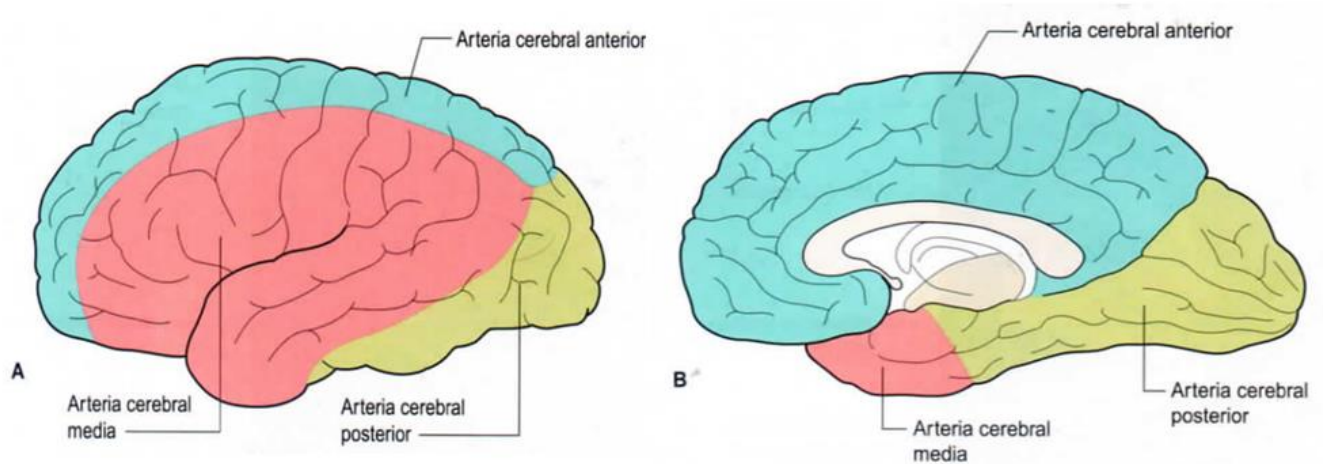 Arteria cerebral anterior
A
Arteria cerebral
media
Arteria cerebral
posterior
Arteria cerebral anterior
B
Arteria cerebral
media
Arteria cerebral
posterior